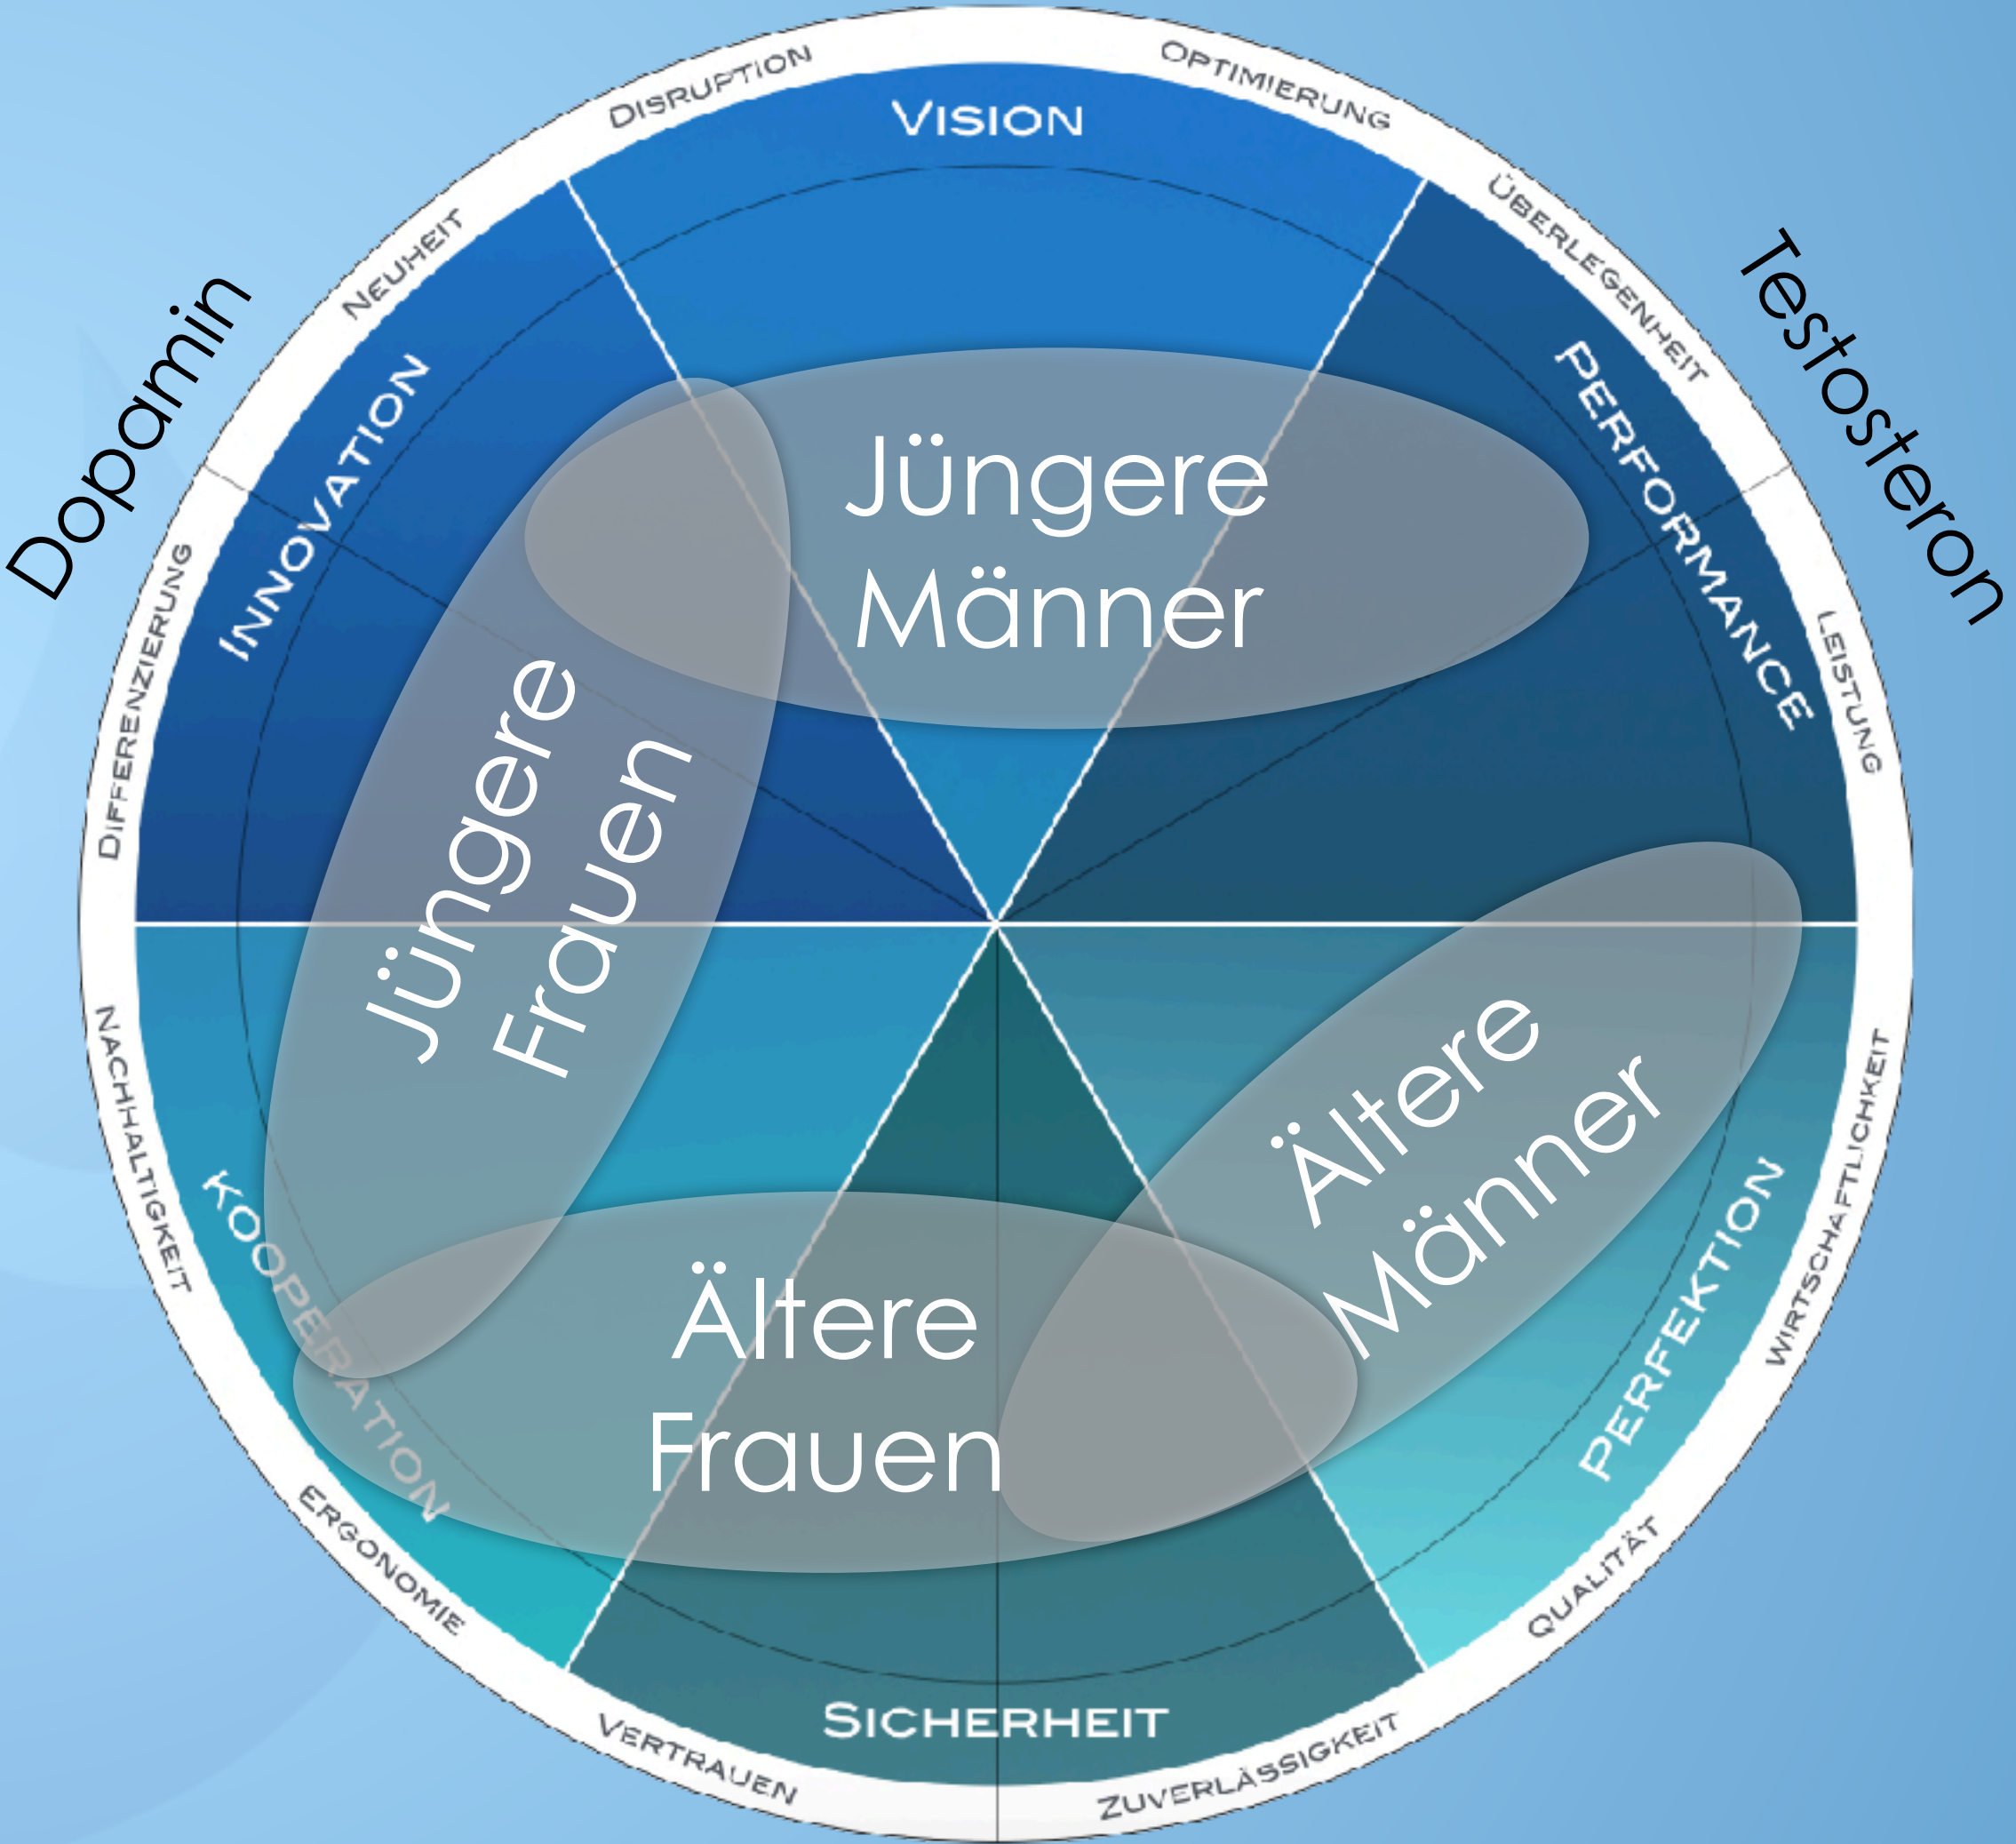 DISRUPTION
OPTIMIERUNG
VISION
NEUHEIT
ÜBERLEGENHEIT
Dopamin
Testosteron
INNOVATION
PERFORMANCE
DIFFERENZIERUNG
LEISTUNG
Jüngere
Männer
Jüngere
Frauen
Ältere
Männer
Ältere
Frauen
NACHHALTIGKEIT
WIRTSCHAFTLICHKEIT
KOOPERATION
PERFEKTION
ERGONOMIE
QUALITÄT
SICHERHEIT
VERTRAUEN
ZUVERLÄSSIGKEIT